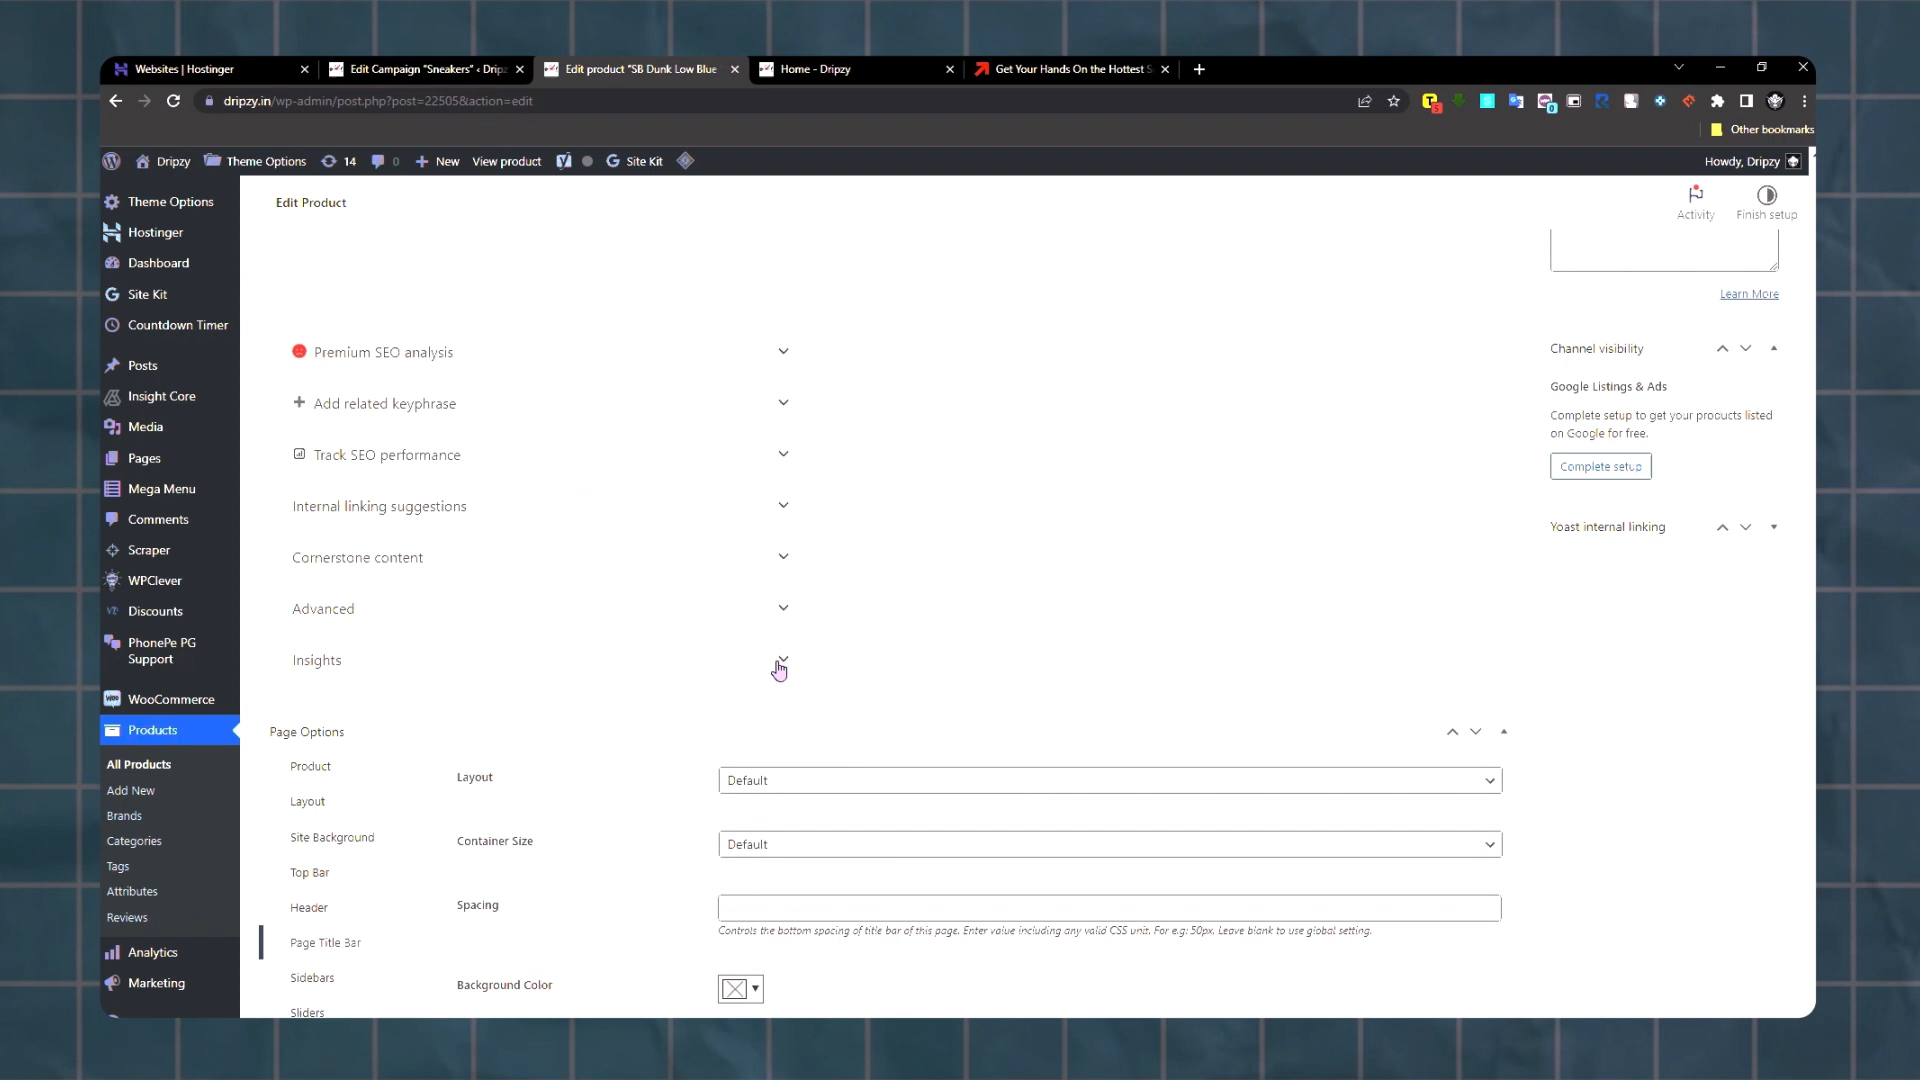 Websites | Hostinger
Edit Campaign "Sneakers" ‹ Dripz
Edit product "SB Dunk Low Blue
Home - Dripzy
Get Your Hands On the Hottest S
dripzy.in/wp-admin/post.php?post=22505&action=edit
Other bookmarks
Dripzy
Theme Options
14
0
New
View product
Site Kit
Howdy, Dripzy
Theme Options
Hostinger
Dashboard
Site Kit
Countdown Timer
Posts
Insight Core
Media
Pages
Mega Menu
Comments
Scraper
WPClever
Discounts
PhonePe PG
Support
WooCommerce
Products
All Products
Add New
Brands
Categories
Tags
Attributes
Reviews
Analytics
Marketing
Edit Product
Activity
Finish setup
Learn More
Premium SEO analysis
Add related keyphrase
Track SEO performance
Internal linking suggestions
Cornerstone content
Advanced
Insights
Channel visibility
Google Listings & Ads
Complete setup to get your products listed
on Google for free.
Complete setup
Yoast internal linking
Page Options
Product
Layout
Site Background
Top Bar
Header
Page Title Bar
Sidebars
Sliders
Layout
Default
Container Size
Default
Spacing
Controls the bottom spacing of title bar of this page. Enter value including any valid CSS unit. For e.g: 50px. Leave blank to use global setting.
Background Color